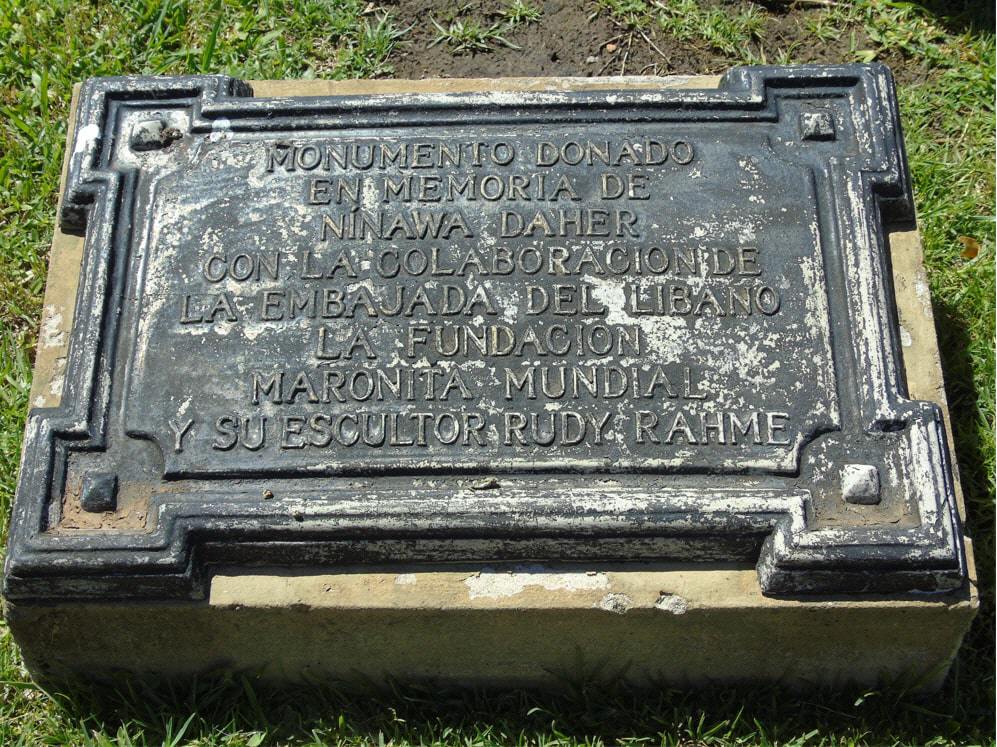 MONUMENTO DONADO
EN MEMORIA DE
NINAWA DAHER
CON LA COLABORACION DE
LA EMBAJADA DEL LIBANO
LA FUNDACION
MARONITA MUNDIAL
Y SU ESCULTOR RUDY RAHME